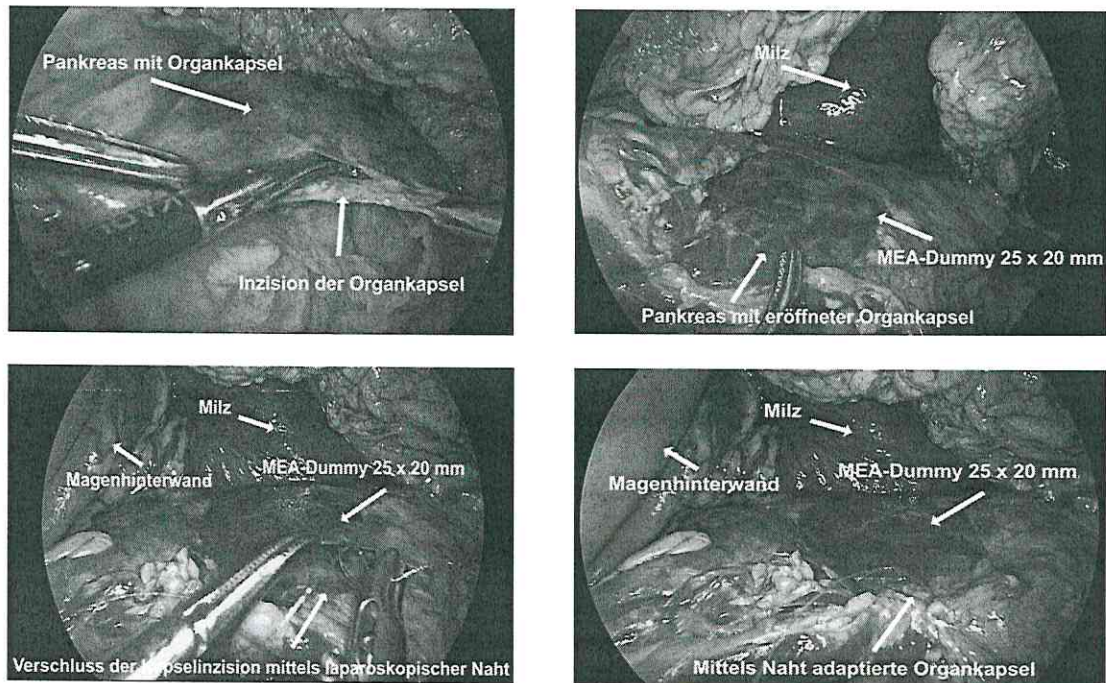 Pankreas mit Organkapsel
Inzision der Organkapsel
Milz
MEA-Dummy 25 x 20 mm
Pankreas mit eröffneter Organkapsel
Milz
MEA-Dummy 25 x 20 mm
Magenhinterwand
Verschluss der Kapselinzision mittels laparoskopischer Naht
Milz
MEA-Dummy 25 x 20 mm
Magenhinterwand
Mittels Naht adaptierte Organkapsel